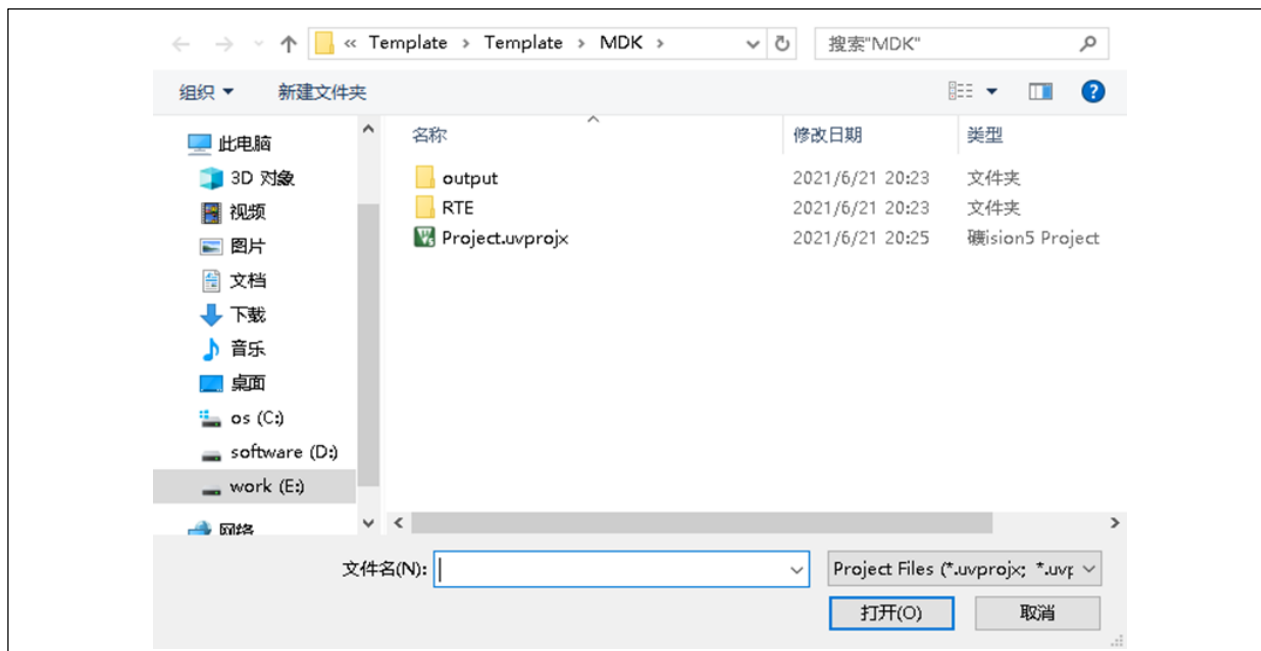 « Template › Template › MDK › 搜索"MDK"
组织 新建文件夹
名称 修改日期 类型
此电脑
3D 对象
视频
图片
文档
下载
音乐
桌面
os (C:)
software (D:)
work (E:)
网络
output 2021/6/21 20:23 文件夹
RTE 2021/6/21 20:23 文件夹
Project.uvprojx 2021/6/21 20:25 礦ision5 Project
文件名(N): Project Files (*.uvprojx; *.uvp
打开(O) 取消